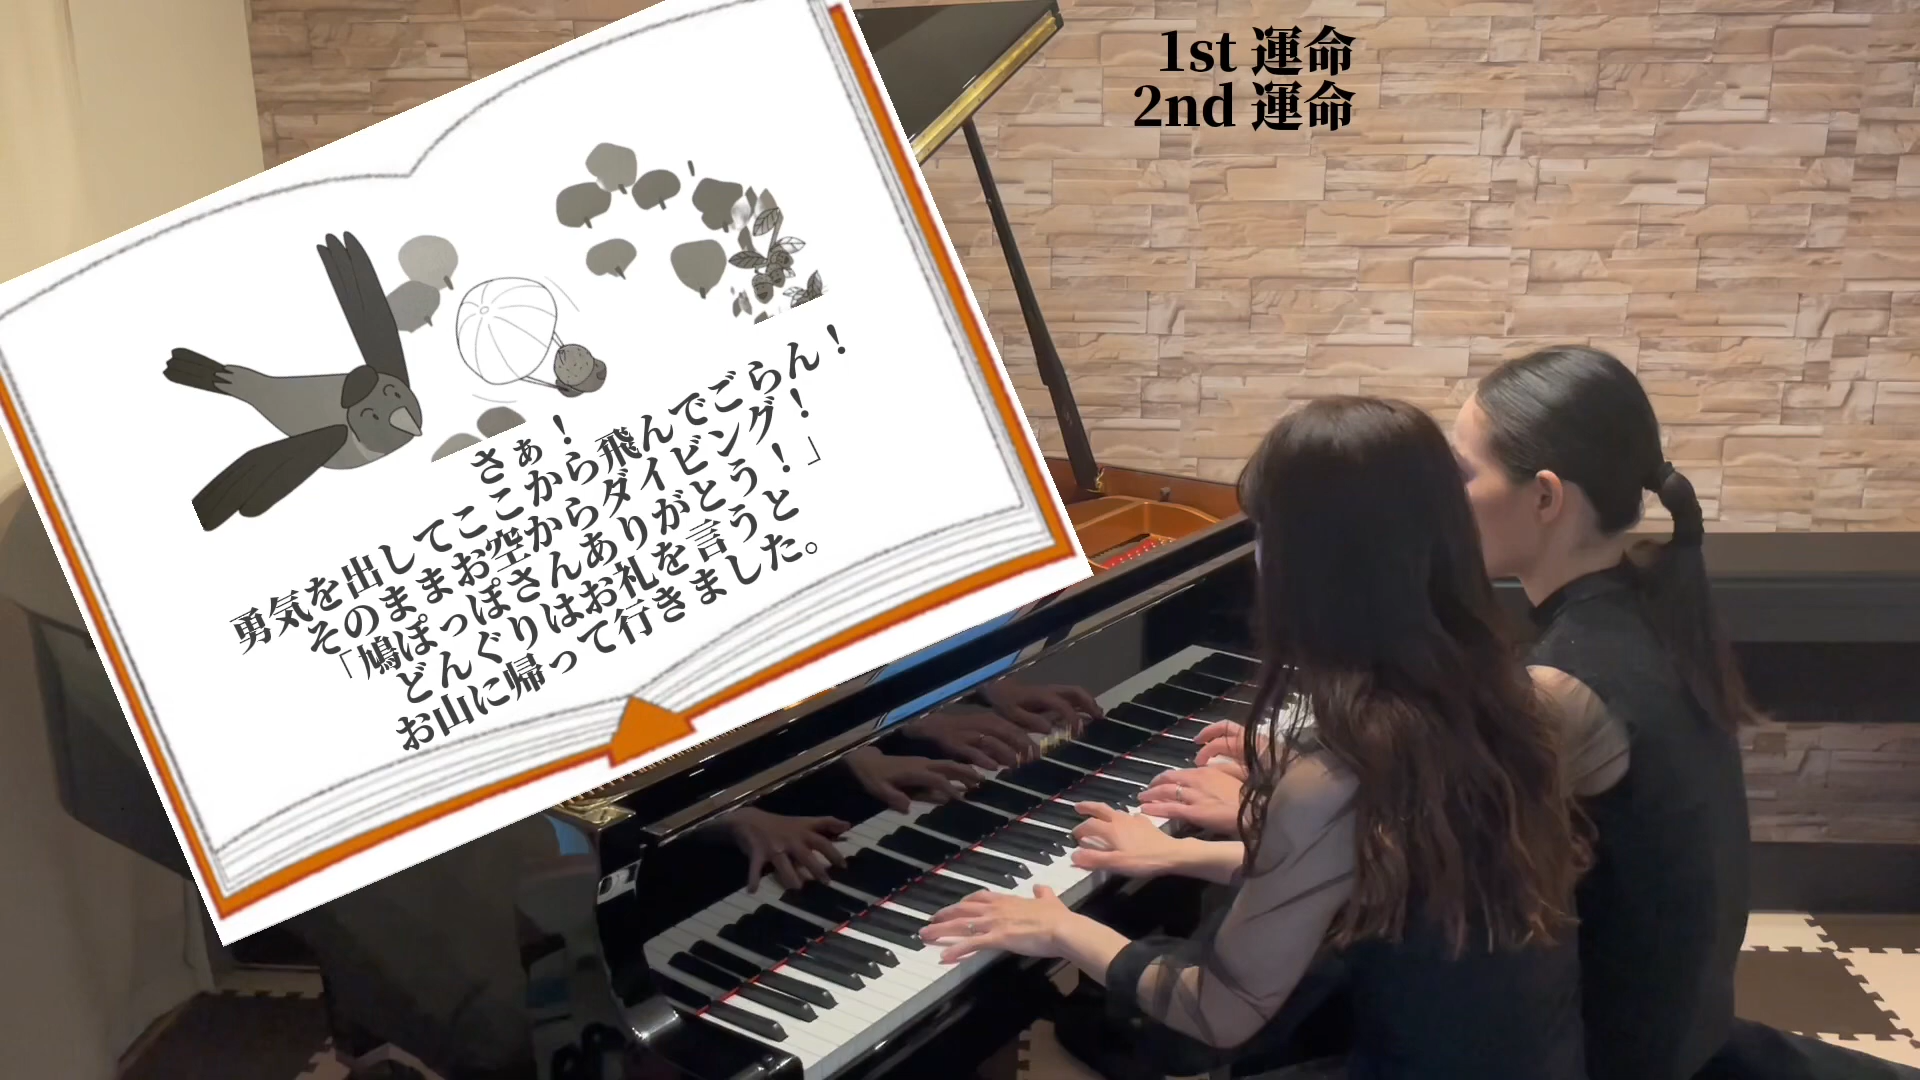 1st 運命
2nd 運命
さぁ！
勇気を出してここから飛んでごらん！
そのままお空からダイビング！
「鳩ぽっぽさんありがとう！」
どんぐりはお礼を言うと
お山に帰って行きました。